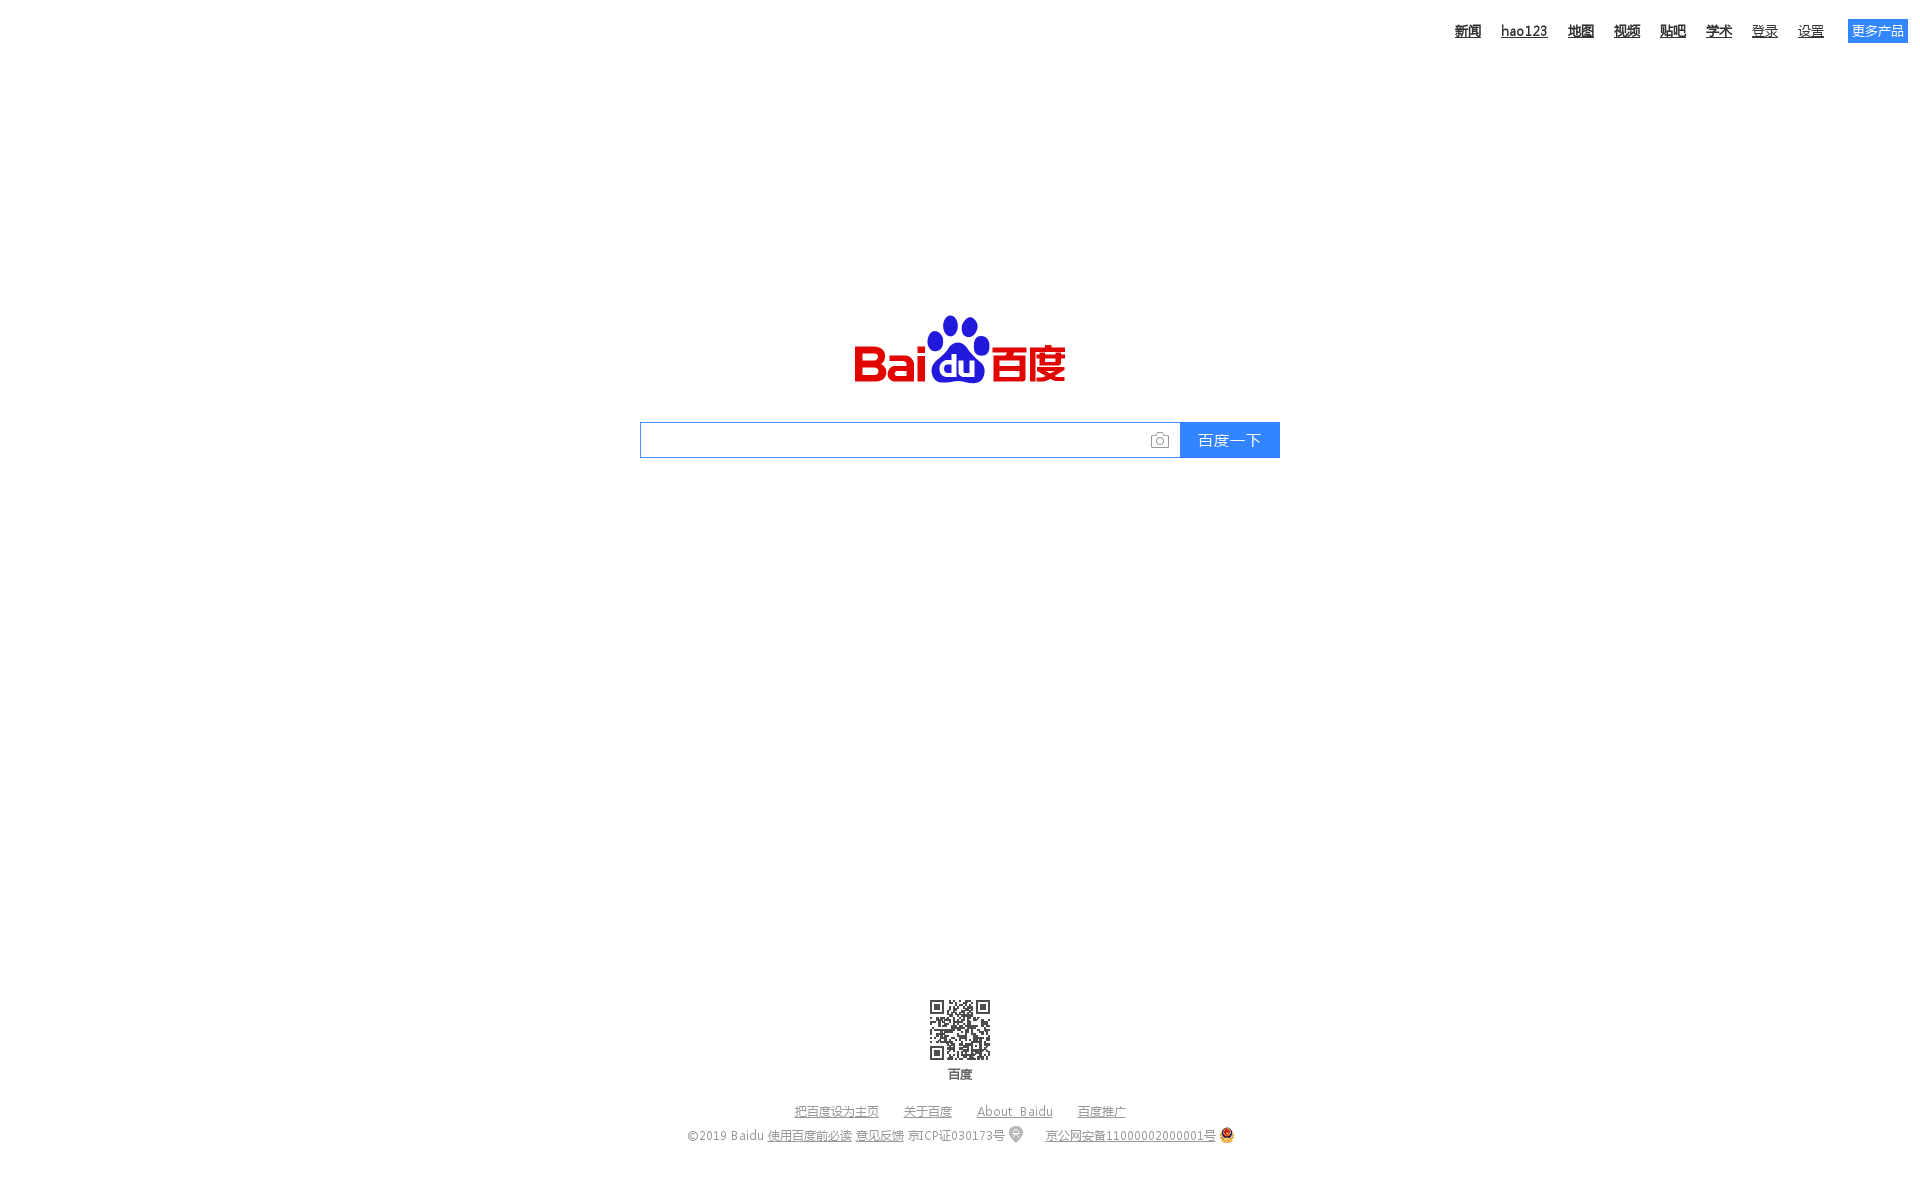 新闻 hao123 地图 视频 贴吧 学术 登录 设置 更多产品
Bai du 百度
百度一下
百度
把百度设为主页 关于百度 About Baidu 百度推广
©2019 Baidu 使用百度前必读 意见反馈 京ICP证030173号 京公网安备11000002000001号